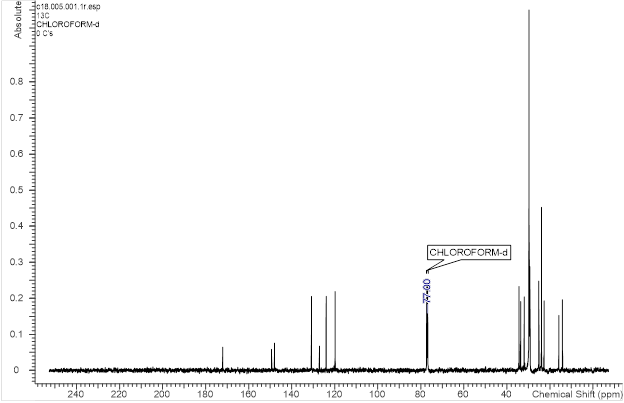 c18.005.001.1r.esp
13C
CHLOROFORM-d
0 C's
Absolute
0.8
0.7
0.6
0.5
0.4
0.3
0.2
0.1
0
CHLOROFORM-d
77.00
240 220 200 180 160 140 120 100 80 60 40 Chemical Shift (ppm)